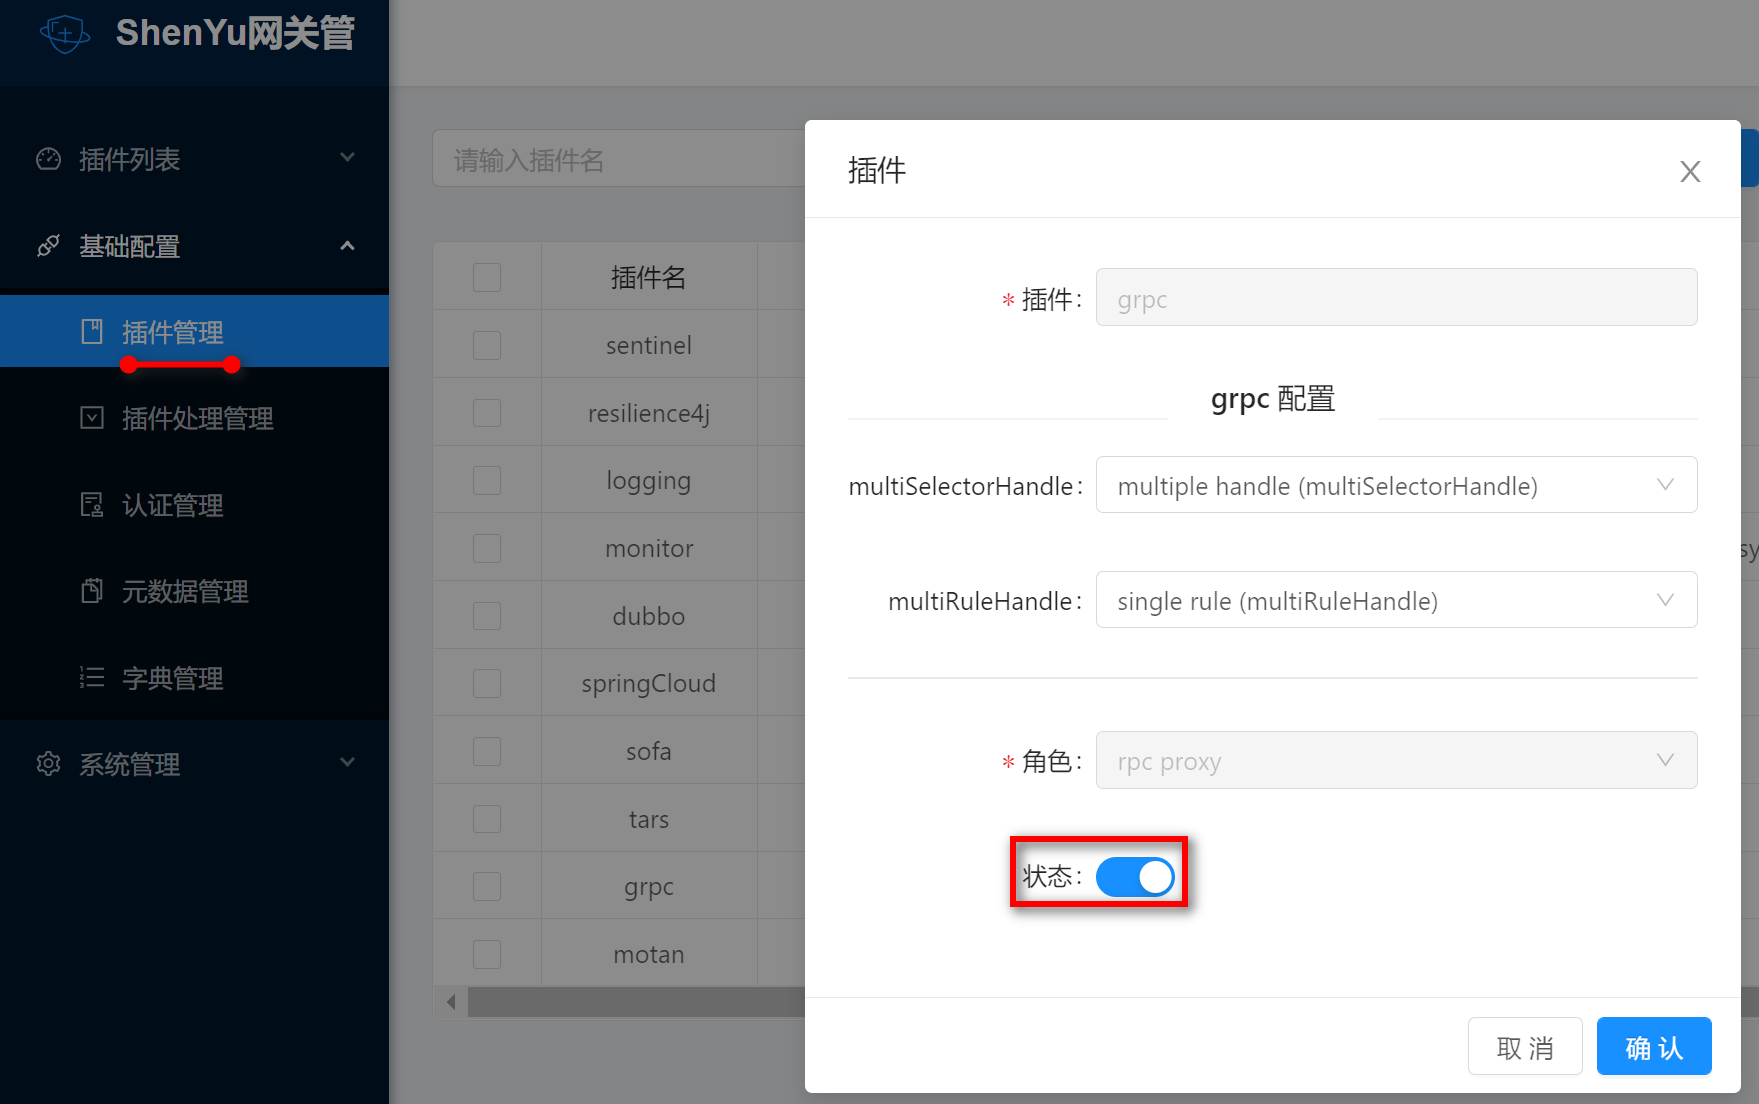 ShenYu网关管
插件列表
基础配置
插件管理
插件处理管理
认证管理
元数据管理
字典管理
系统管理
请输入插件名
插件名
sentinel
resilience4j
logging
monitor
dubbo
springCloud
sofa
tars
grpc
motan
插件
* 插件: grpc
grpc 配置
multiSelectorHandle: multiple handle (multiSelectorHandle)
multiRuleHandle: single rule (multiRuleHandle)
* 角色: rpc proxy
状态:
取 消
确 认
sy